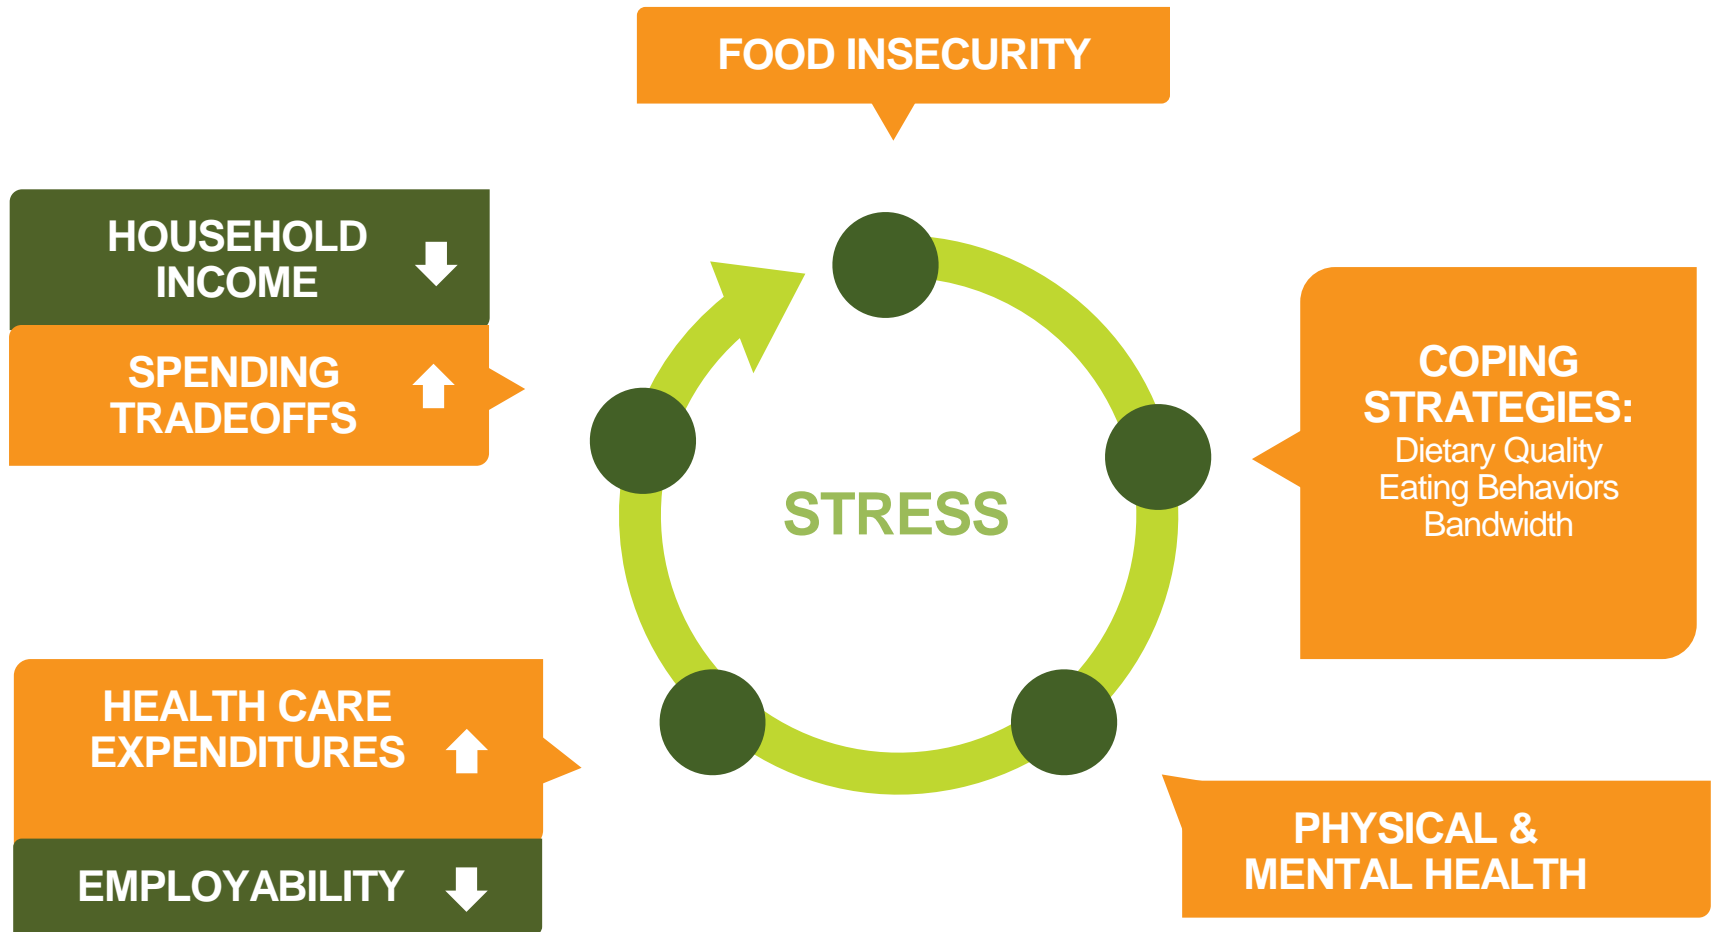 FOOD INSECURITY
HOUSEHOLD
INCOME
SPENDING
TRADEOFFS
COPING
STRATEGIES:
Dietary Quality
Eating Behaviors
Bandwidth
STRESS
HEALTH CARE
EXPENDITURES
EMPLOYABILITY
PHYSICAL &
MENTAL HEALTH